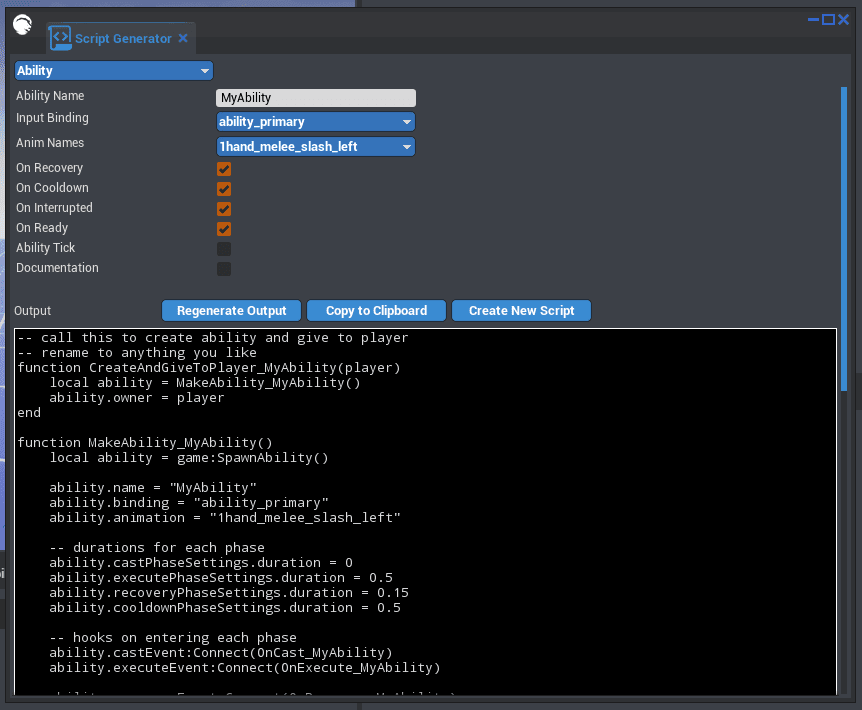 Script Generator
Ability
Ability Name MyAbility
Input Binding ability_primary
Anim Names 1hand_melee_slash_left
On Recovery
On Cooldown
On Interrupted
On Ready
Ability Tick
Documentation
Output Regenerate Output Copy to Clipboard Create New Script
-- call this to create ability and give to player
-- rename to anything you like
function CreateAndGiveToPlayer_MyAbility(player)
    local ability = MakeAbility_MyAbility()
    ability.owner = player
end
function MakeAbility_MyAbility()
    local ability = game:SpawnAbility()
    ability.name = "MyAbility"
    ability.binding = "ability_primary"
    ability.animation = "1hand_melee_slash_left"
    -- durations for each phase
    ability.castPhaseSettings.duration = 0
    ability.executePhaseSettings.duration = 0.5
    ability.recoveryPhaseSettings.duration = 0.15
    ability.cooldownPhaseSettings.duration = 0.5
    -- hooks on entering each phase
    ability.castEvent:Connect(OnCast_MyAbility)
    ability.executeEvent:Connect(OnExecute_MyAbility)